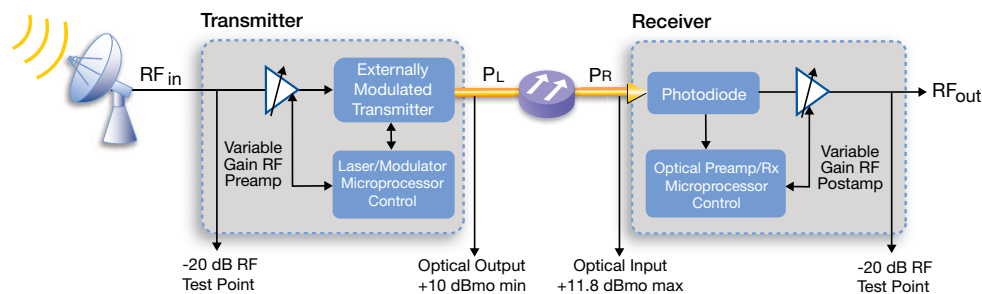 Transmitter
Receiver
RF in
PL
PR
RFout
Externally
Modulated
Transmitter
Photodiode
Variable
Gain RF
Preamp
Laser/Modulator
Microprocessor
Control
Optical Preamp/Rx
Microprocessor
Control
Variable
Gain RF
Postamp
-20 dB RF
Test Point
Optical Output
+10 dBmo min
Optical Input
+11.8 dBmo max
-20 dB RF
Test Point